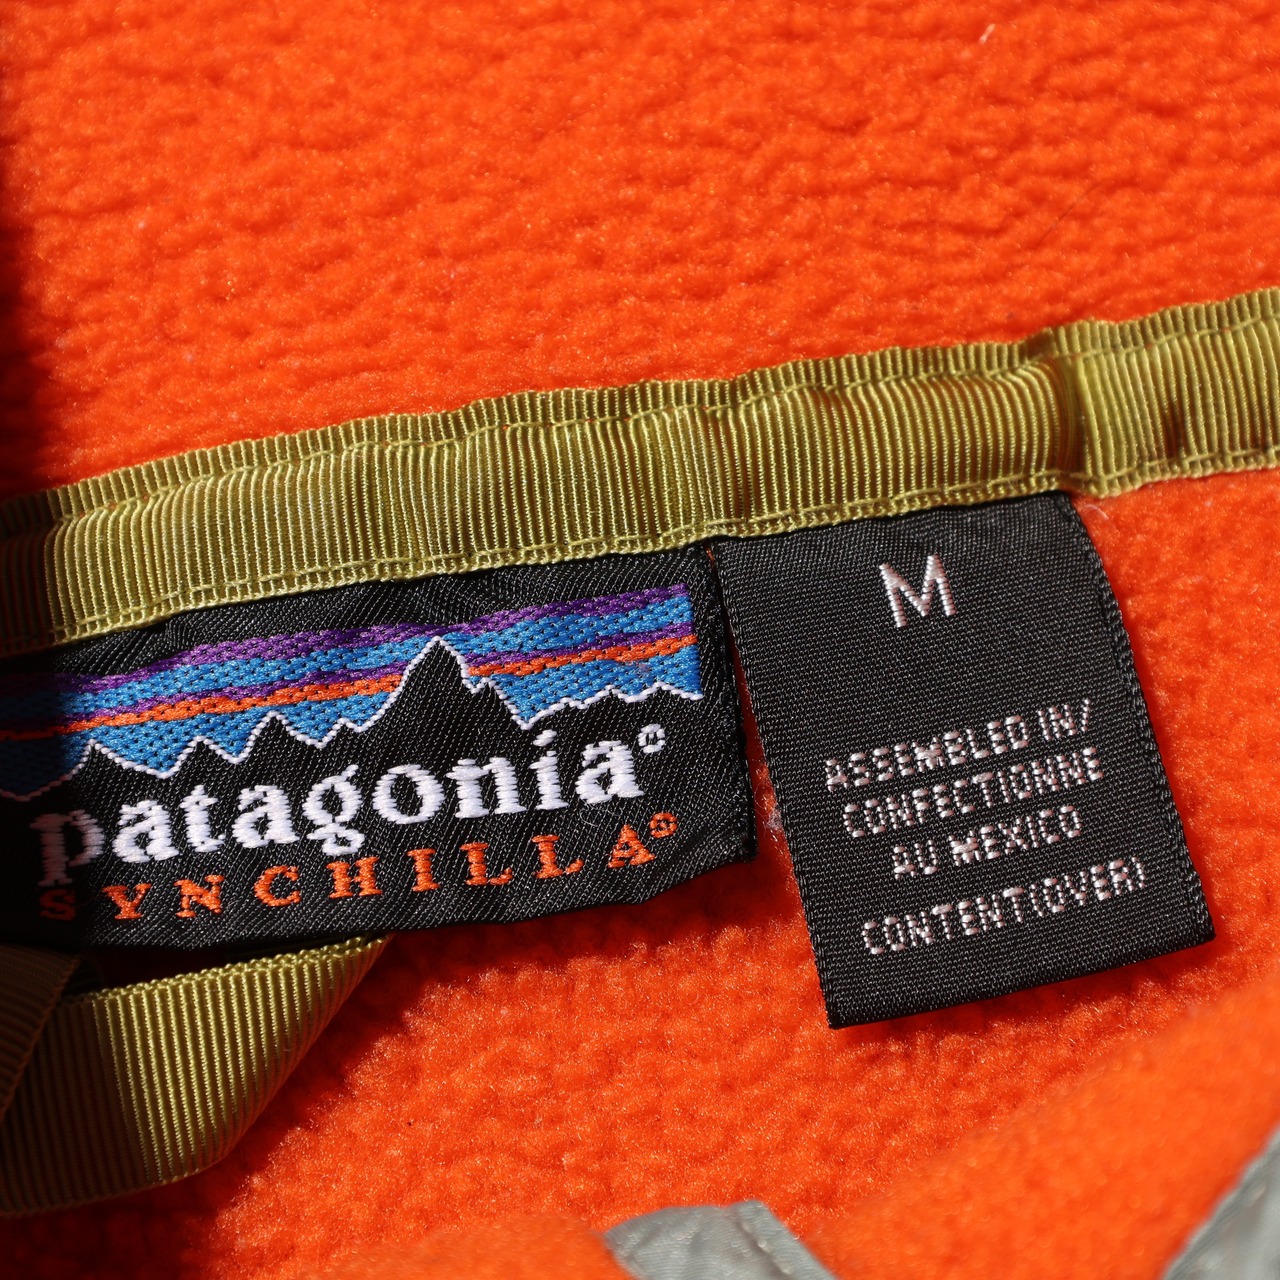 patagonia®
SYNCHILLA®
M
ASSEMBLED IN/
CONFECTIONNE
AU MEXICO
CONTENT(OVER)